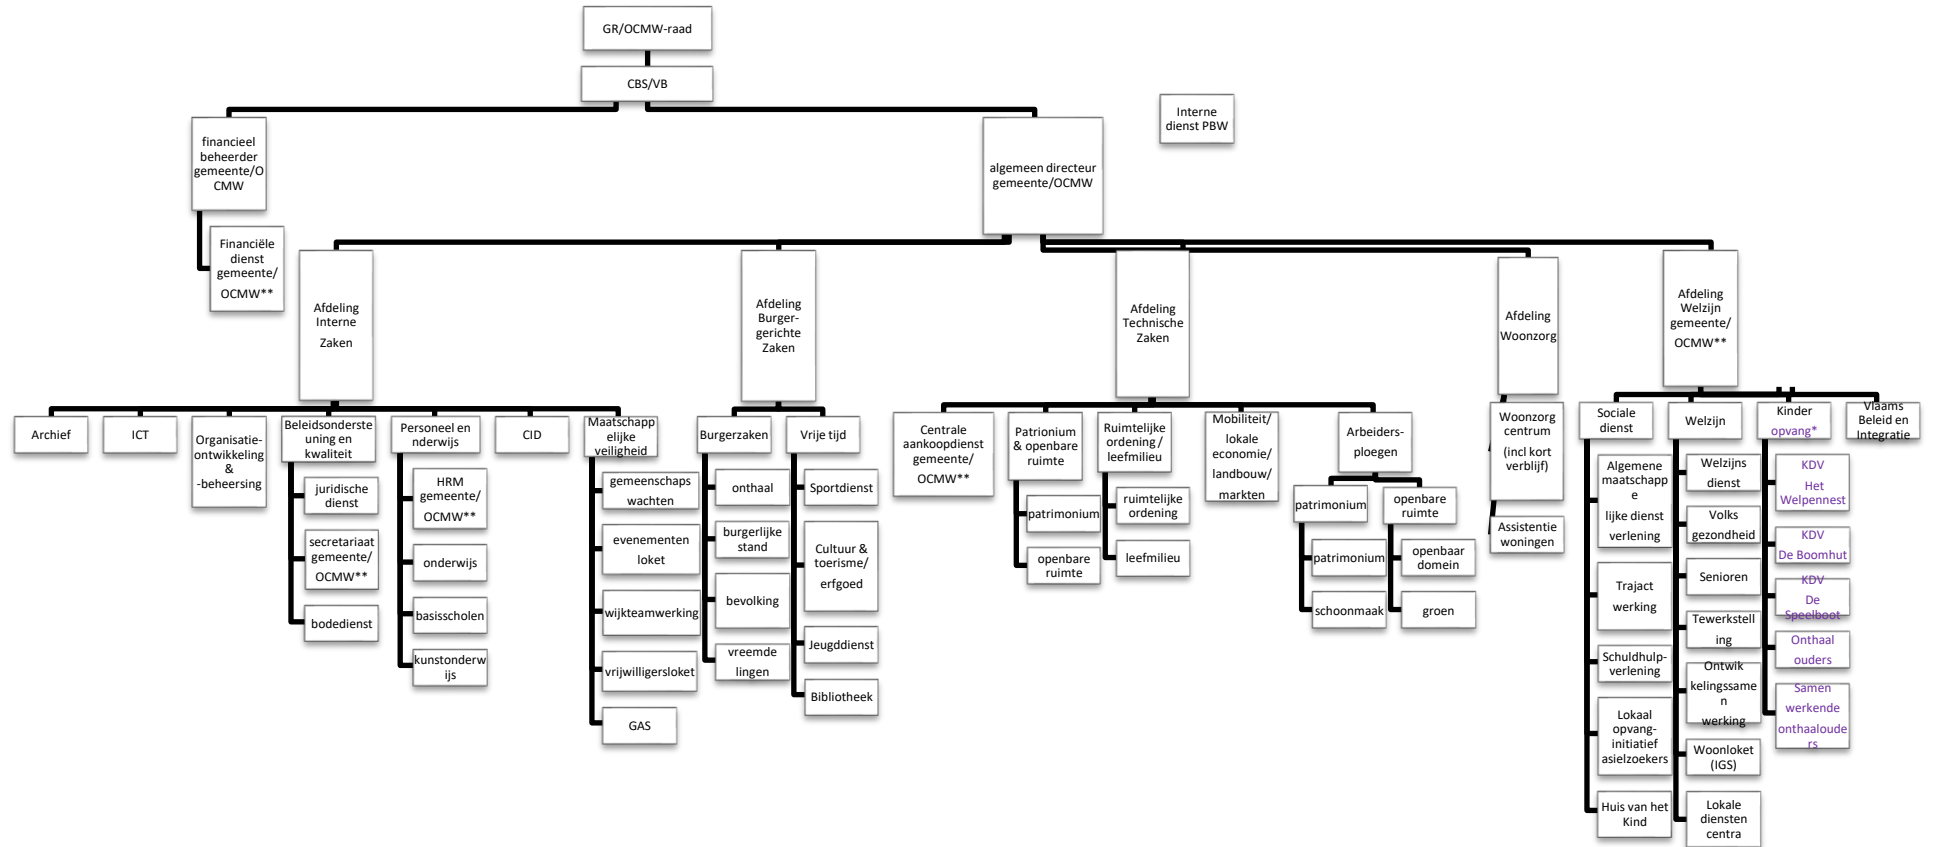 GR/OCMW-raad
CBS/VB
Interne
dienst PBW
financieel
beheerder
gemeente/O
CMW
algemeen directeur
gemeente/OCMW
Financiële
dienst
gemeente/
OCMW**
Afdeling
Interne
Zaken
Afdeling
Burger-
gerichte
Zaken
Afdeling
Technische
Zaken
Afdeling
Woonzorg
Afdeling
Welzijn
gemeente/
OCMW**
Archief
ICT
Organisatie-
ontwikkeling
&
-beheersing
Beleidsonderste
uning en
kwaliteit
juridische
dienst
secretariaat
gemeente/
OCMW**
bodedienst
Personeel en
nderwijs
HRM
gemeente/
OCMW**
onderwijs
basisscholen
kunstonderw
ijs
CID
Maatschapp
elijke
veiligheid
gemeenschaps
wachten
evenementen
loket
wijkteamwerking
vrijwilligersloket
GAS
Burgerzaken
onthaal
burgerlijke
stand
bevolking
vreemde
lingen
Vrije tijd
Sportdienst
Cultuur &
toerisme/
erfgoed
Jeugddienst
Bibliotheek
Centrale
aankoopdienst
gemeente/
OCMW**
Patrionium
& openbare
ruimte
patrimonium
openbare
ruimte
Ruimtelijke
ordening/
leefmilieu
ruimtelijke
ordening
leefmilieu
Mobiliteit/
lokale
economie/
landbouw/
markten
Arbeiders-
ploegen
patrimonium
patrimonium
schoonmaak
openbare
ruimte
openbaar
domein
groen
Woonzorg
centrum
(incl kort
verblijf)
Assistentie
woningen
Sociale
dienst
Algemene
maatschapp
e
lijke dienst
verlening
Traject
werking
Schuldhulp-
verlening
Lokaal
opvang-
initiatief
asielzoekers
Huis van het
Kind
Welzijn
Welzijns
dienst
Volks
gezondheid
Senioren
Tewerkstell
ing
Ontwik
kelingssame
n
werking
Woonloket
(IGS)
Lokale
diensten
centra
Kinder
opvang*
KDV
Het
Welpennest
KDV
De Boomhut
KDV
De
Speelboot
Onthaal
ouders
Samen
werkende
onthaaloude
rs
Vlaams
Beleid en
Integratie